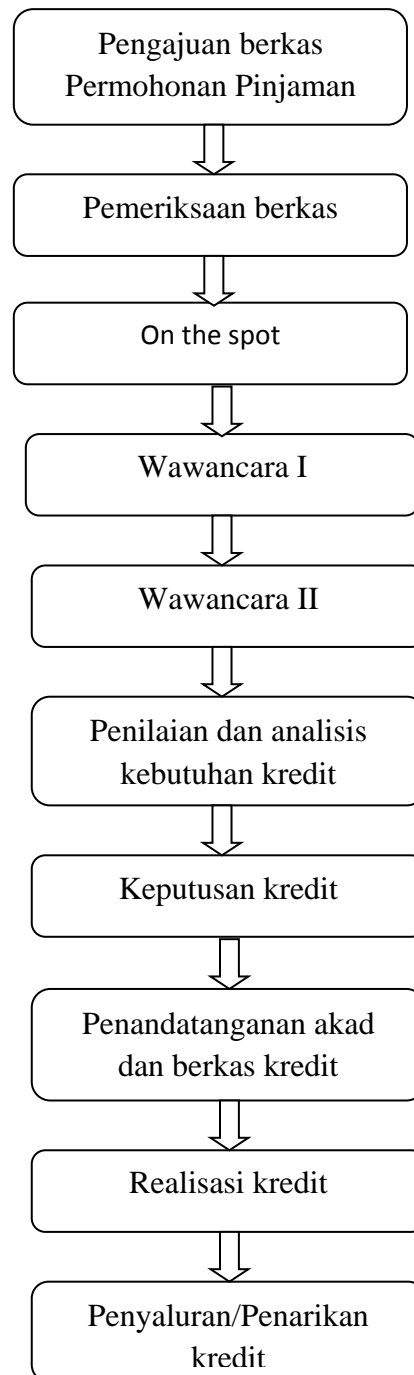 Pengajuan berkas
Permohonan Pinjaman
Pemeriksaan berkas
On the spot
Wawancara I
Wawancara II
Penilaian dan analisis
kebutuhan kredit
Keputusan kredit
Penandatanganan akad
dan berkas kredit
Realisasi kredit
Penyaluran/Penarikan
kredit